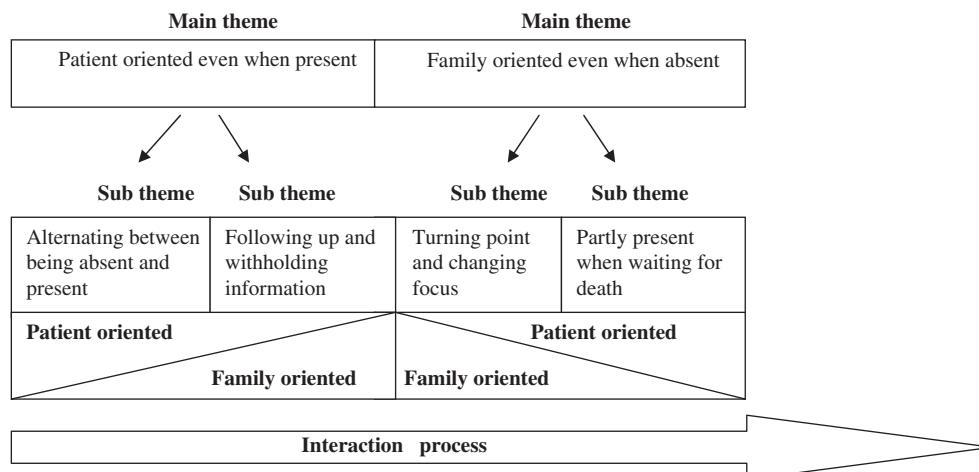 Main theme
Main theme
Patient oriented even when present
Family oriented even when absent
Sub theme
Sub theme
Sub theme
Sub theme
Alternating between
being absent and
present
Following up and
withholding
information
Turning point
and changing
focus
Partly present
when waiting for
death
Patient oriented
Family oriented
Patient oriented
Family oriented
Interaction process